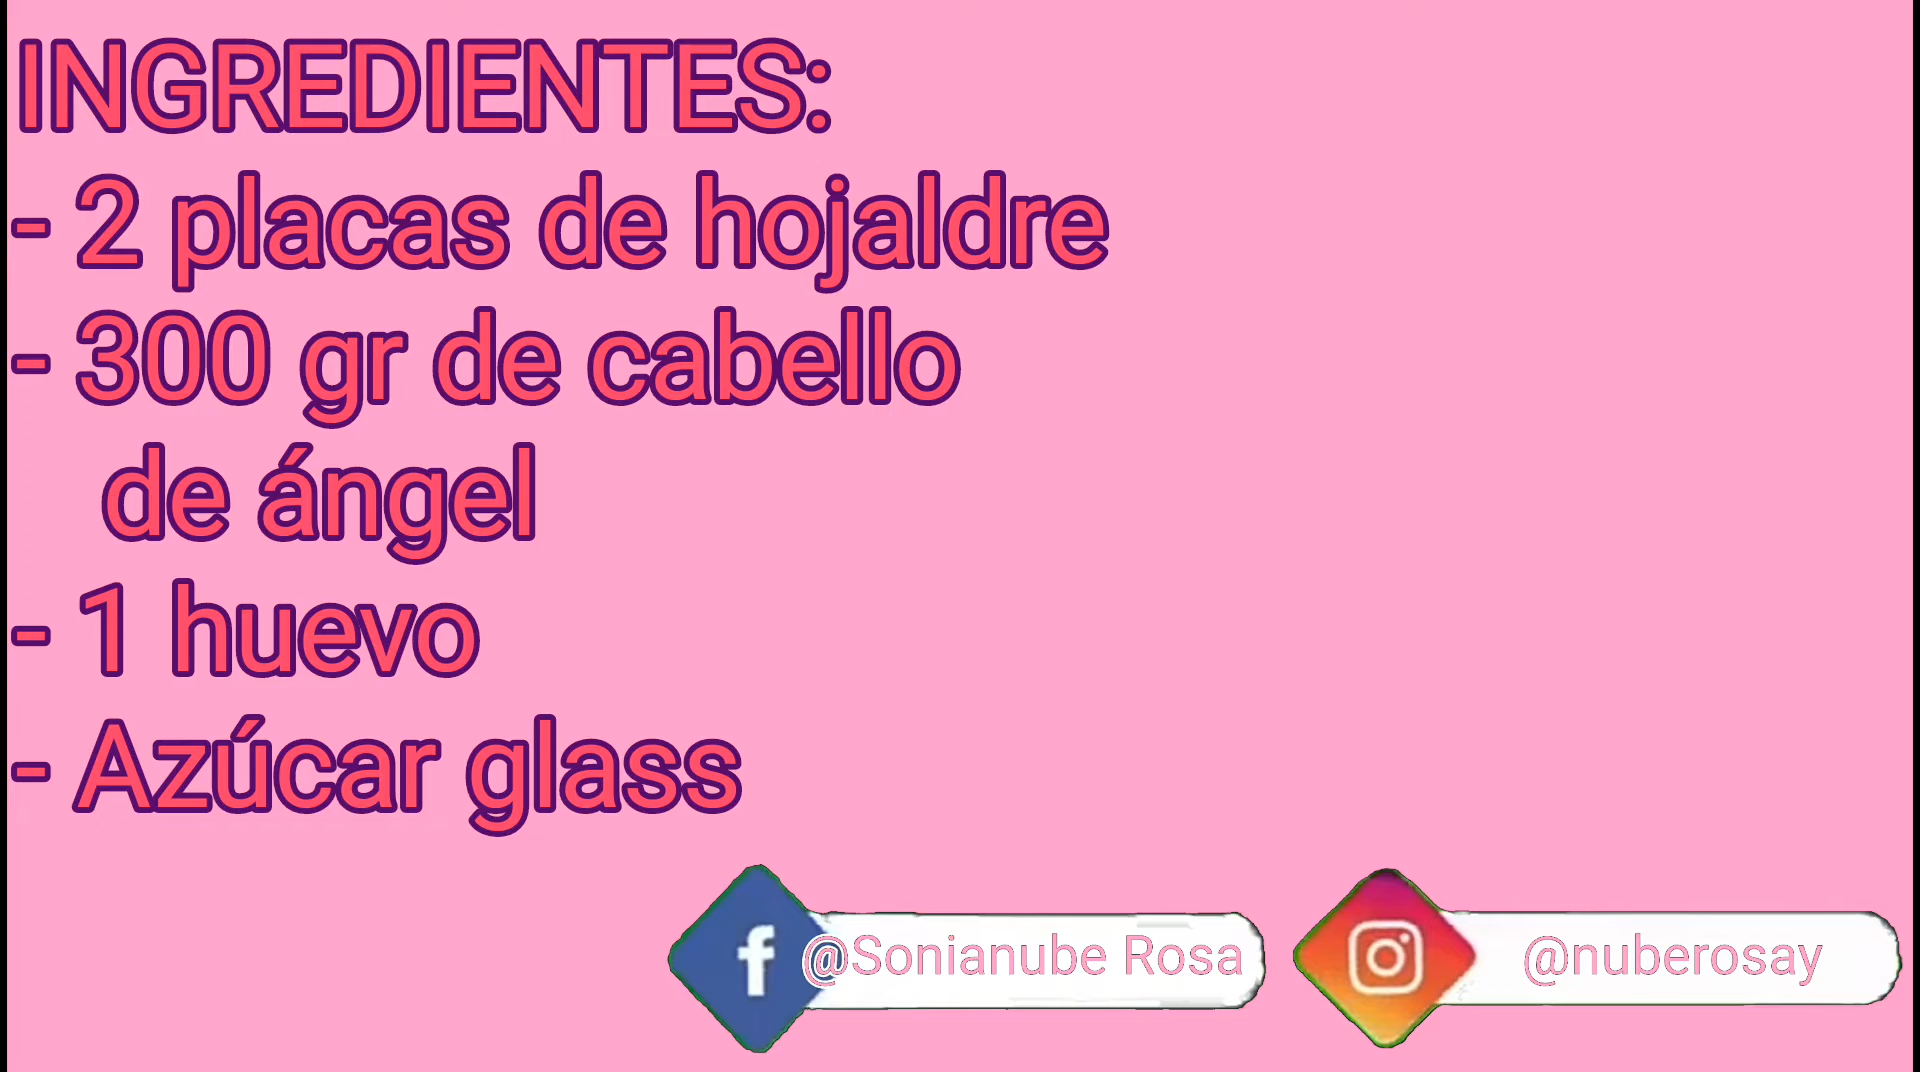 INGREDIENTES:
- 2 placas de hojaldre
- 300 gr de cabello
de ángel
- 1 huevo
- Azúcar glass
f @Sonianube Rosa
@nuberosay